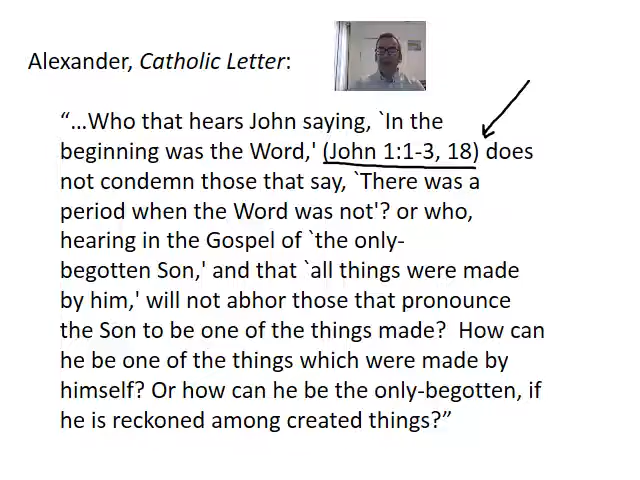 Alexander, Catholic Letter:
“…Who that hears John saying, `In the
beginning was the Word,' (John 1:1-3, 18) does
not condemn those that say, `There was a
period when the Word was not'? or who,
hearing in the Gospel of `the only-
begotten Son,' and that `all things were made
by him,' will not abhor those that pronounce
the Son to be one of the things made?  How can
he be one of the things which were made by
himself? Or how can he be the only-begotten, if
he is reckoned among created things?”